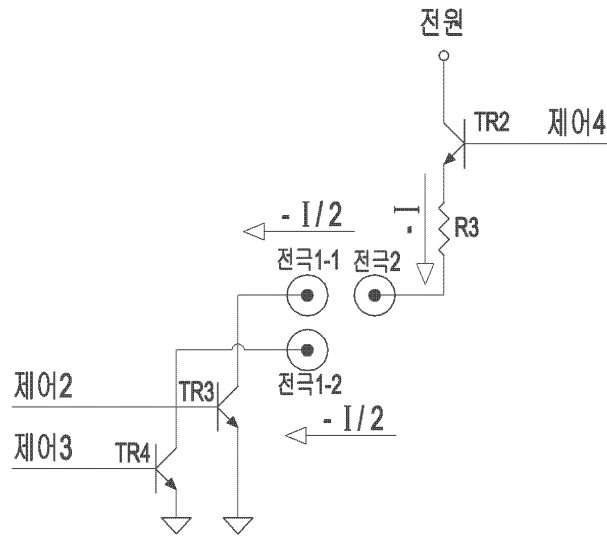 전원
TR2
제어4
- I/2
- I
R3
전극1-1
전극2
전극1-2
제어2
TR3
- I/2
제어3
TR4